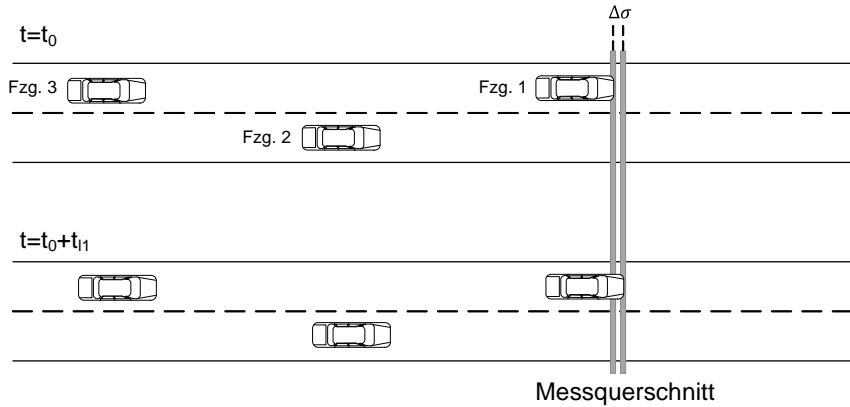 Δσ
t=t₀
Fzg. 3
Fzg. 1
Fzg. 2
t=t₀+tₗ₁
Messquerschnitt